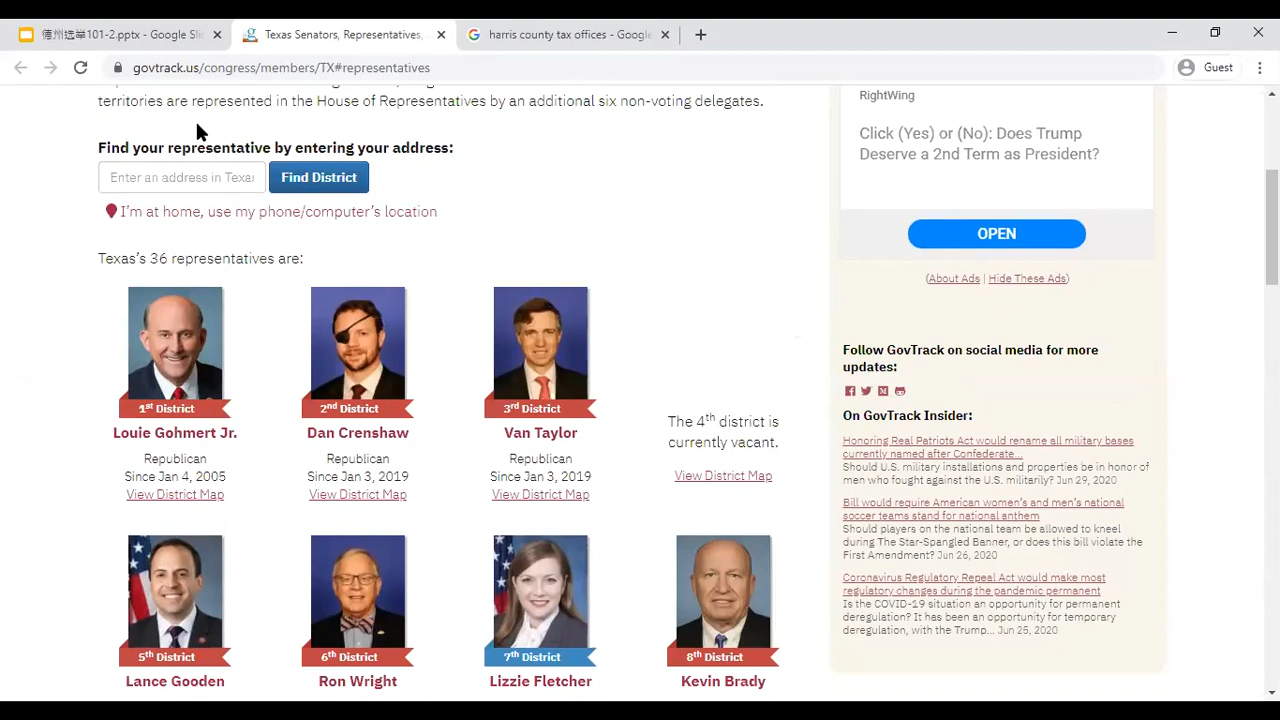 德州选举101-2.pptx - Google Sli
Texas Senators, Representatives,
harris county tax offices - Google
govtrack.us/congress/members/TX#representatives
Guest
territories are represented in the House of Representatives by an additional six non-voting delegates.
Find your representative by entering your address:
Enter an address in Texas
Find District
I'm at home, use my phone/computer's location
Texas's 36 representatives are:
1st District
Louie Gohmert Jr.
Republican
Since Jan 4, 2005
View District Map
2nd District
Dan Crenshaw
Republican
Since Jan 3, 2019
View District Map
3rd District
Van Taylor
Republican
Since Jan 3, 2019
View District Map
The 4th district is
currently vacant.
View District Map
5th District
Lance Gooden
6th District
Ron Wright
7th District
Lizzie Fletcher
8th District
Kevin Brady
RightWing
Click (Yes) or (No): Does Trump
Deserve a 2nd Term as President?
OPEN
(About Ads | Hide These Ads)
Follow GovTrack on social media for more
updates:
On GovTrack Insider:
Honoring Real Patriots Act would rename all military bases
currently named after Confederate...
Should U.S. military installations and properties be in honor of
men who fought against the U.S. militarily? Jun 29, 2020
Bill would require American women's and men's national
soccer teams stand for national anthem
Should players on the national team be allowed to kneel
during The Star-Spangled Banner, or does this bill violate the
First Amendment? Jun 26, 2020
Coronavirus Regulatory Repeal Act would make most
regulatory changes during the pandemic permanent
Is the COVID-19 situation an opportunity for permanent
deregulation? It has been an opportunity for temporary
deregulation, with the Trump... Jun 25, 2020